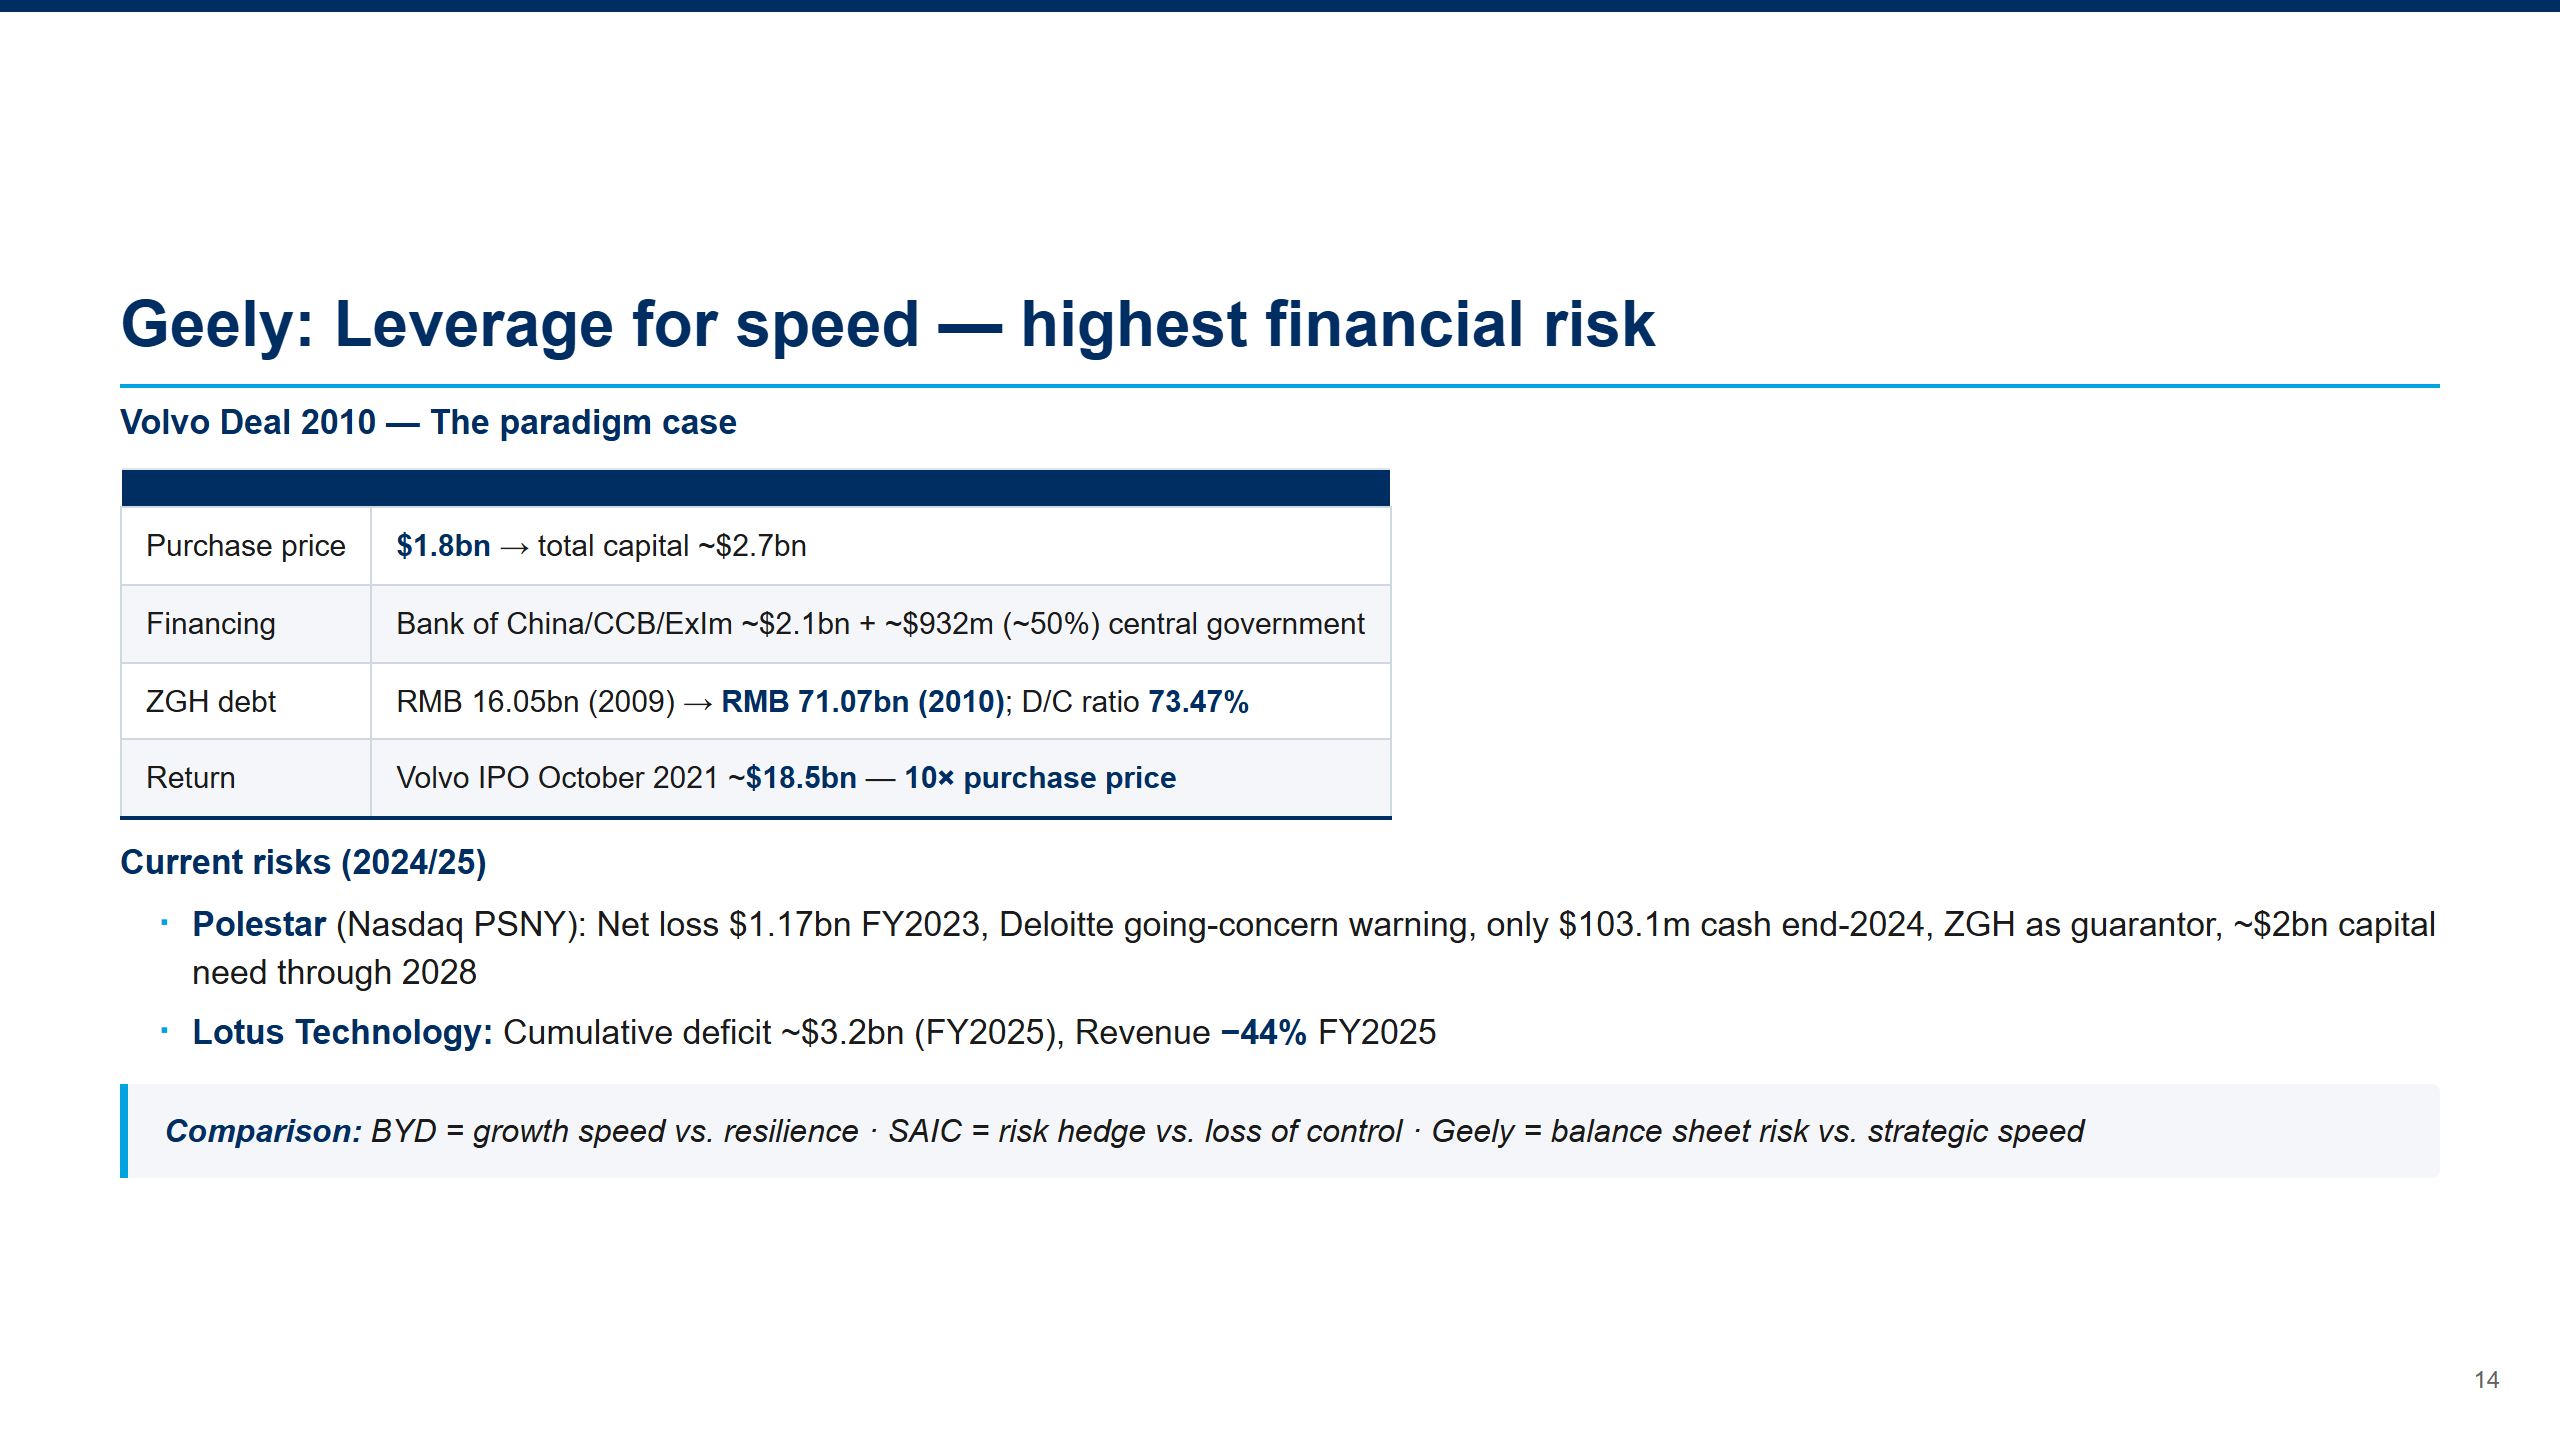 Geely: Leverage for speed — highest financial risk
Volvo Deal 2010 — The paradigm case
Purchase price $1.8bn → total capital ~$2.7bn
Financing Bank of China/CCB/ExIm ~$2.1bn + ~$932m (~50%) central government
ZGH debt RMB 16.05bn (2009) → RMB 71.07bn (2010); D/C ratio 73.47%
Return Volvo IPO October 2021 ~$18.5bn — 10× purchase price
Current risks (2024/25)
▪ Polestar (Nasdaq PSNY): Net loss $1.17bn FY2023, Deloitte going-concern warning, only $103.1m cash end-2024, ZGH as guarantor, ~$2bn capital
need through 2028
▪ Lotus Technology: Cumulative deficit ~$3.2bn (FY2025), Revenue −44% FY2025
Comparison: BYD = growth speed vs. resilience · SAIC = risk hedge vs. loss of control · Geely = balance sheet risk vs. strategic speed
14